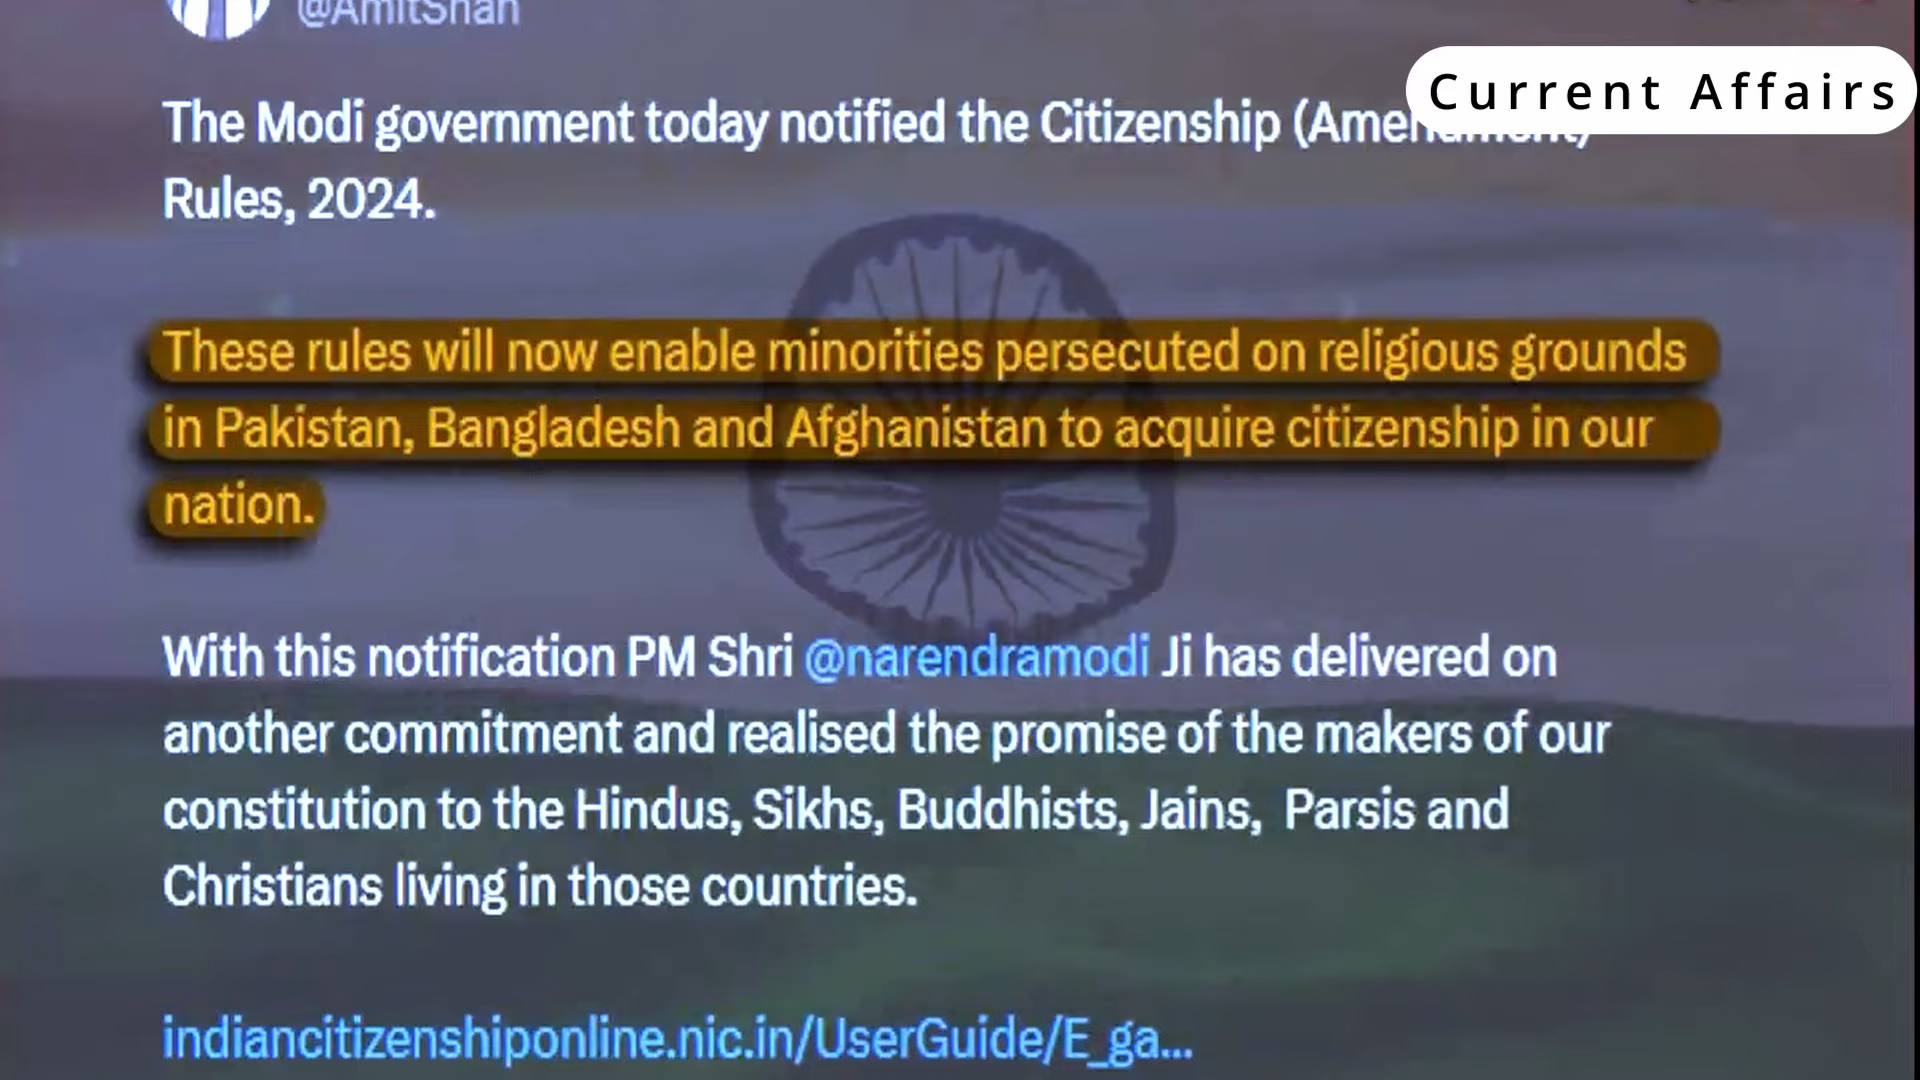 @AmitShah
Current Affairs
The Modi government today notified the Citizenship (Amendment)
Rules, 2024.
These rules will now enable minorities persecuted on religious grounds
in Pakistan, Bangladesh and Afghanistan to acquire citizenship in our
nation.
With this notification PM Shri @narendramodi Ji has delivered on
another commitment and realised the promise of the makers of our
constitution to the Hindus, Sikhs, Buddhists, Jains,  Parsis and
Christians living in those countries.
indiancitizenshiponline.nic.in/UserGuide/E_ga...